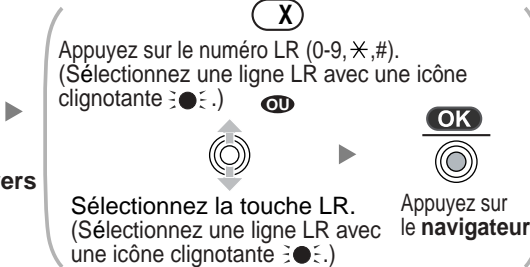 X
Appuyez sur le numéro LR (0-9,✳,#).
(Sélectionnez une ligne LR avec une icône
clignotante .)
OU
vers
Sélectionnez la touche LR.
(Sélectionnez une ligne LR avec
une icône clignotante .)
OK
Appuyez sur
le navigateur